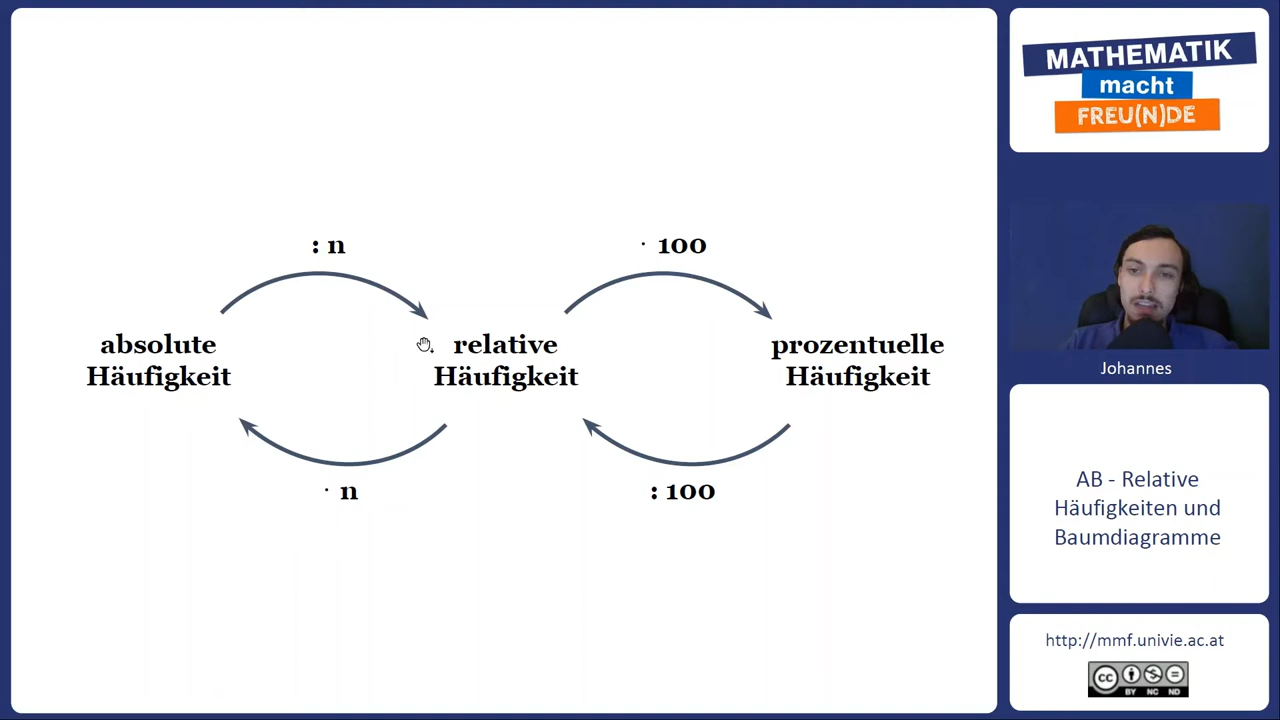 : n
· 100
absolute
Häufigkeit
relative
Häufigkeit
prozentuelle
Häufigkeit
· n
: 100
MATHEMATIK
macht
FREU(N)DE
Johannes
AB - Relative
Häufigkeiten und
Baumdiagramme
http://mmf.univie.ac.at
cc
BY NC ND